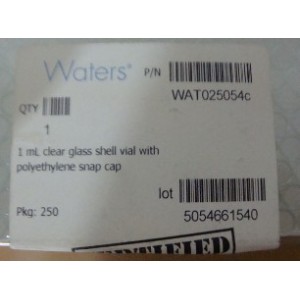 Waters®
P/N
WAT025054c
QTY
1
1 mL clear glass shell vial with
polyethylene snap cap
lot
Pkg: 250
5054661540